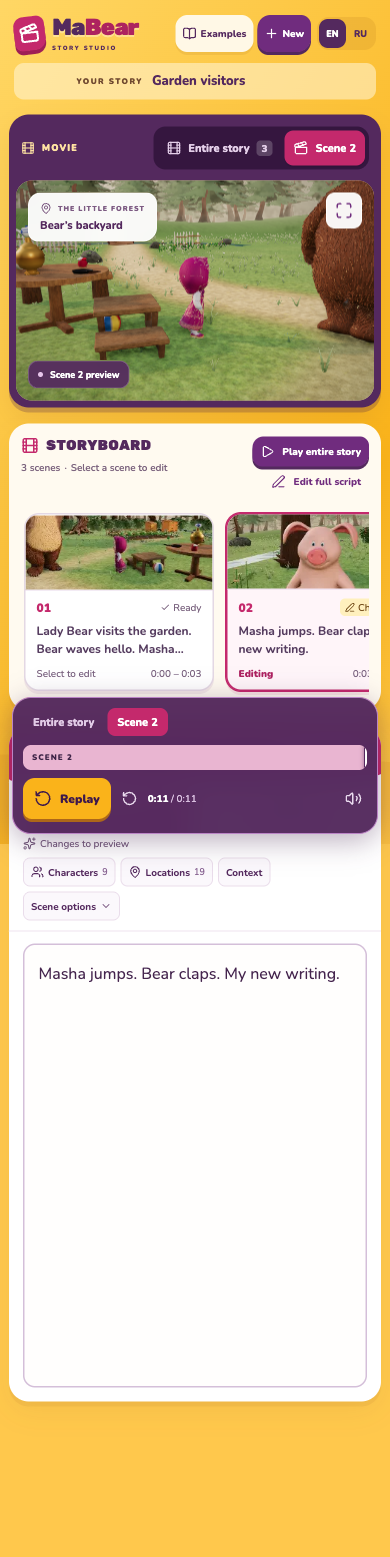 MaBear
STORY STUDIO
Examples
New
EN
RU
YOUR STORY Garden visitors
MOVIE
Entire story 3
Scene 2
THE LITTLE FOREST
Bear's backyard
Scene 2 preview
STORYBOARD
3 scenes · Select a scene to edit
Play entire story
Edit full script
01
Ready
Lady Bear visits the garden.
Bear waves hello. Masha...
Select to edit
0:00 – 0:03
02
Ch
Masha jumps. Bear clap
new writing.
Editing
0:03
Entire story
Scene 2
SCENE 2
Replay
0:11 / 0:11
Changes to preview
Characters 9
Locations 19
Context
Scene options
Masha jumps. Bear claps. My new writing.